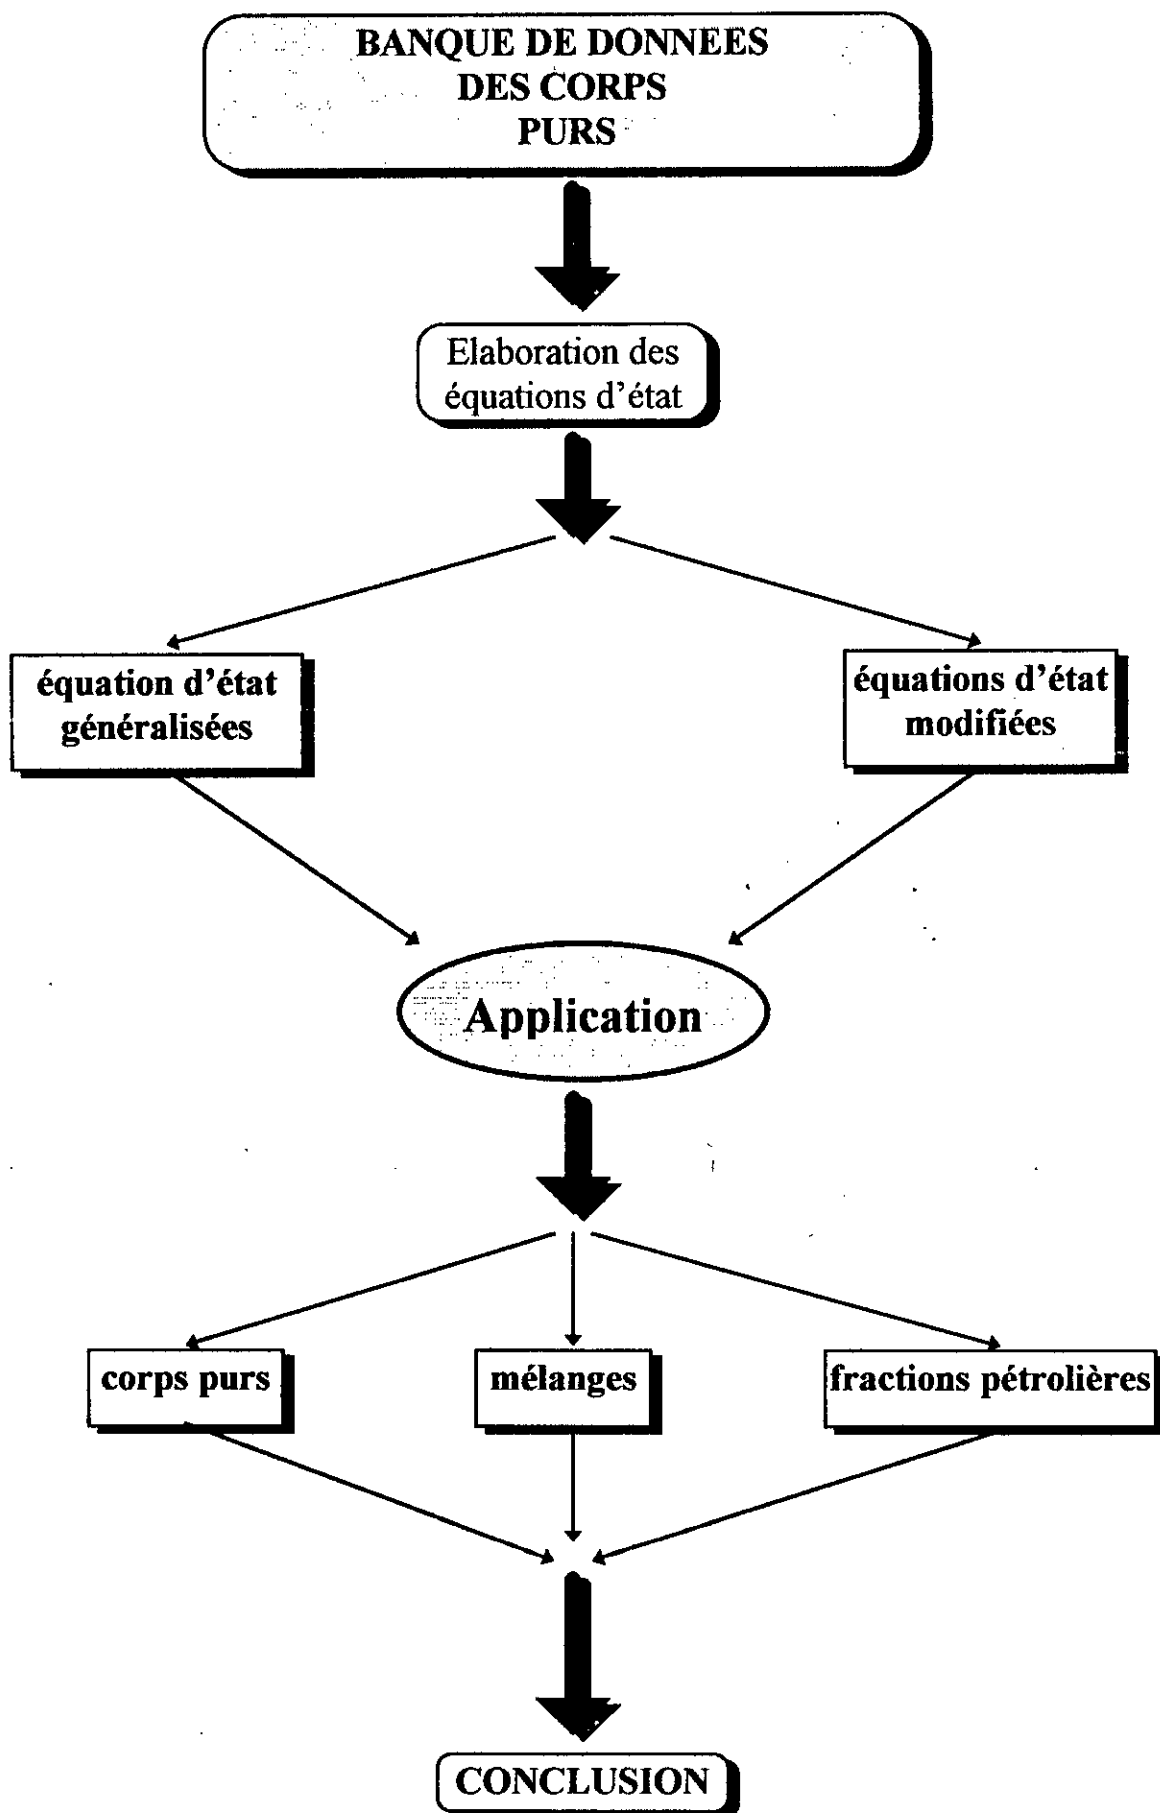 BANQUE DE DONNEES
DES CORPS
PURS
Elaboration des
équations d'état
équation d'état
généralisées
équations d'état
modifiées
Application
corps purs
mélanges
fractions pétrolières
CONCLUSION